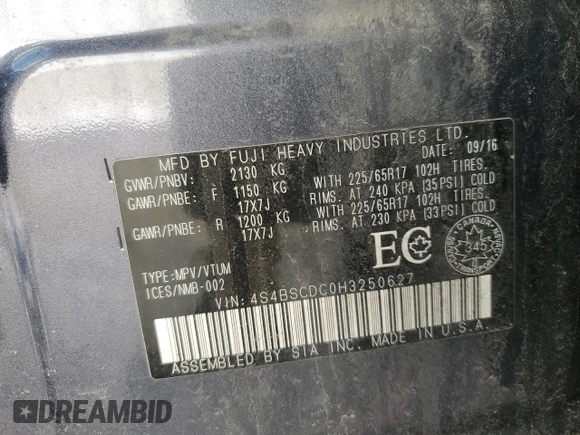 MFD BY FUJI HEAVY INDUSTRIES LTD.
DATE: 09/16
GVWR/PNBV: 2130 KG
GAWR/PNBE: F 1150 KG WITH 225/65R17 102H TIRES,
17X7J RIMS, AT 240 KPA (35PSI) COLD
GAWR/PNBE: R 1200 KG WITH 225/65R17 102H TIRES,
17X7J RIMS, AT 230 KPA (33PSI) COLD
EC
CANADA
345
TYPE: MPV/VTUM
ICES/NMB-002
VIN: 4S4BSCDC0H3250627
ASSEMBLED BY SIA INC. MADE IN U.S.A.
DREAMBID